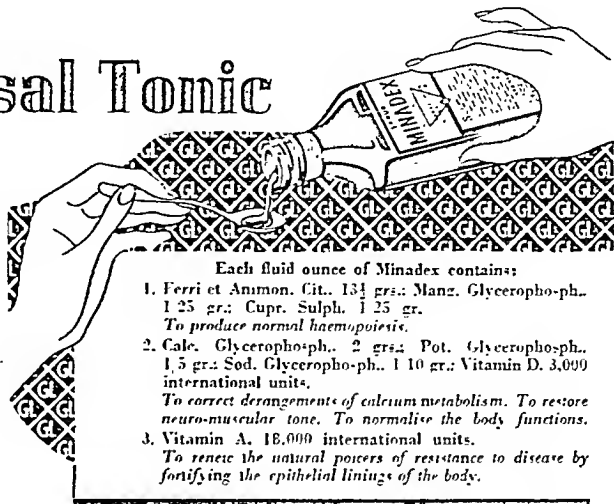 sal Tonic
MINADEX
Each fluid ounce of Minadex contains:
1. Ferri et Ammon. Cit.. 13½ grs.: Mang. Glycerophosph..
1 25 gr.: Cupr. Sulph. 1 25 gr.
To produce normal haemopoiesis.
2. Calc. Glycerophosph.. 2 grs.: Pot. Glycerophosph..
1 5 gr.: Sod. Glycerophosph.. 1 10 gr.: Vitamin D. 3,000
international units.
To correct derangements of calcium metabolism. To restore
neuro-muscular tone. To normalise the body functions.
3. Vitamin A. 18.000 international units.
To renew the natural powers of resistance to disease by
fortifying the epithelial linings of the body.